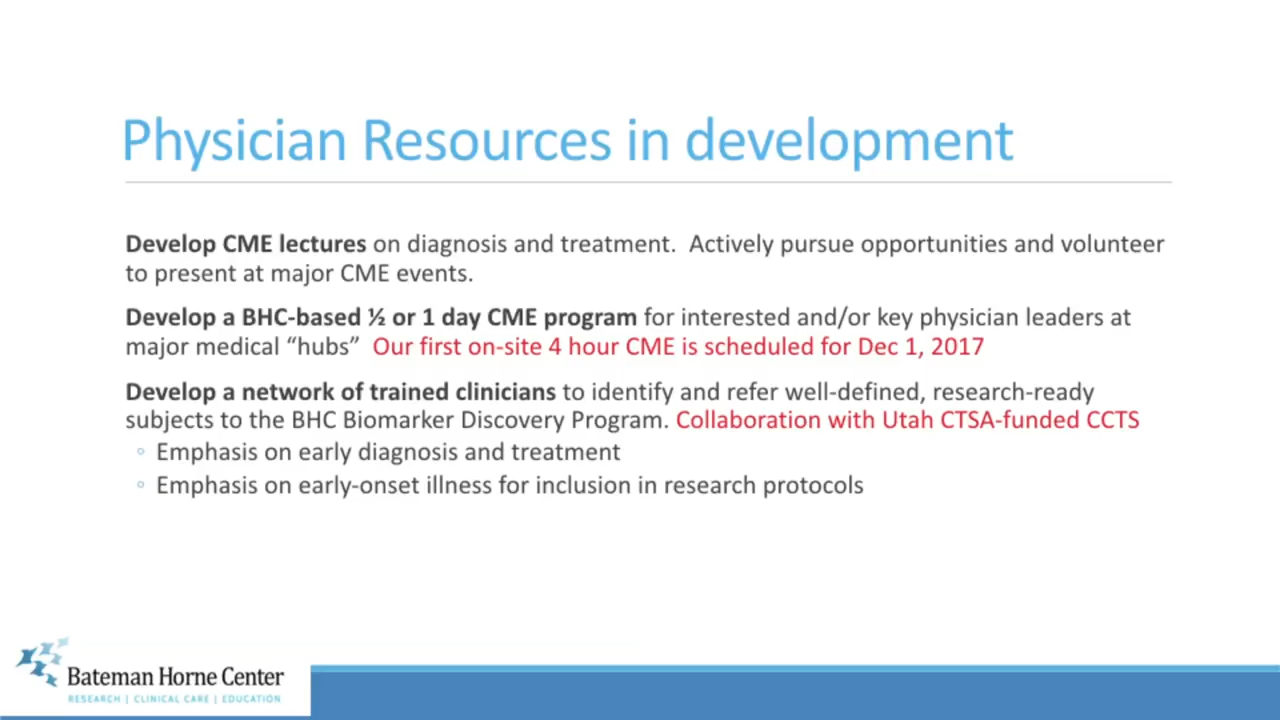 Physician Resources in development
Develop CME lectures on diagnosis and treatment.  Actively pursue opportunities and volunteer
to present at major CME events.
Develop a BHC-based ½ or 1 day CME program for interested and/or key physician leaders at
major medical “hubs”  Our first on-site 4 hour CME is scheduled for Dec 1, 2017
Develop a network of trained clinicians to identify and refer well-defined, research-ready
subjects to the BHC Biomarker Discovery Program. Collaboration with Utah CTSA-funded CCTS
◦ Emphasis on early diagnosis and treatment
◦ Emphasis on early-onset illness for inclusion in research protocols
Bateman Horne Center
RESEARCH | CLINICAL CARE | EDUCATION